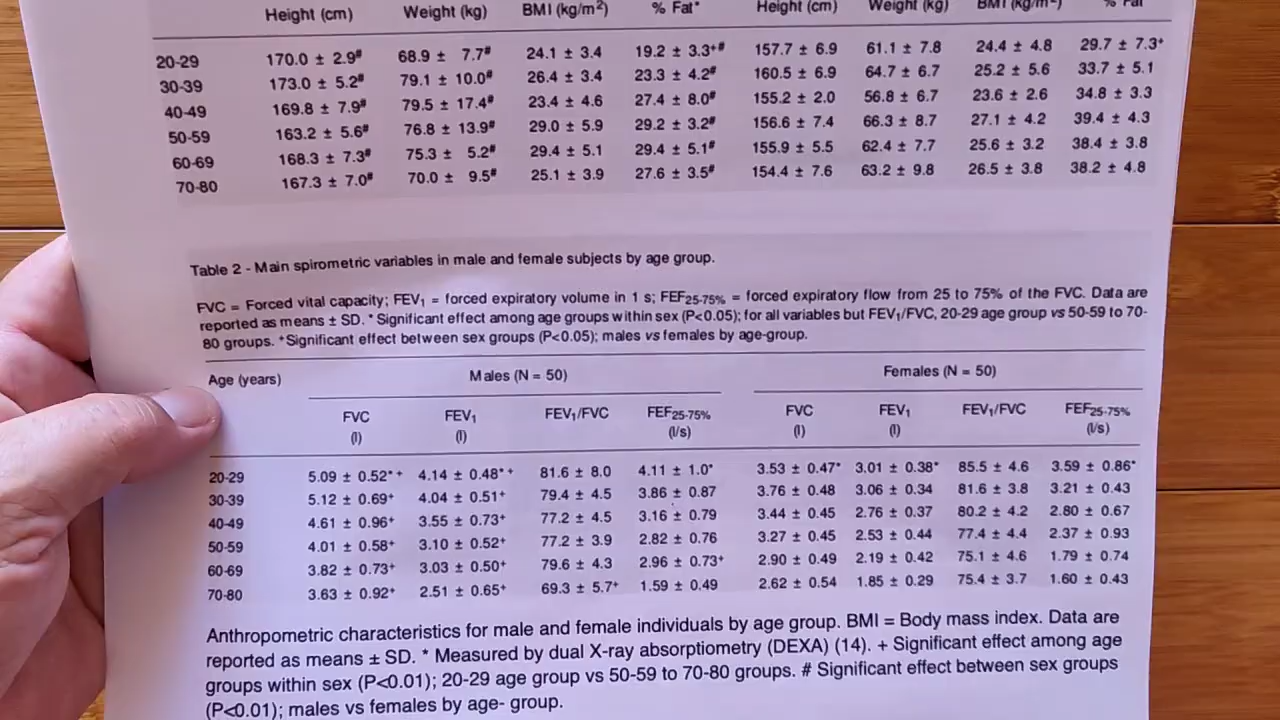 Height (cm) Weight (kg) BMI (kg/m2) % Fat* Height (cm) Weight (kg) BMI (kg/m2) % Fat
20-29 170.0 ± 2.9# 68.9 ± 7.7# 24.1 ± 3.4 19.2 ± 3.3+# 157.7 ± 6.9 61.1 ± 7.8 24.4 ± 4.8 29.7 ± 7.3+
30-39 173.0 ± 5.2# 79.1 ± 10.0# 26.4 ± 3.4 23.3 ± 4.2# 160.5 ± 6.9 64.7 ± 6.7 25.2 ± 5.6 33.7 ± 5.1
40-49 169.8 ± 7.9# 79.5 ± 17.4# 23.4 ± 4.6 27.4 ± 8.0# 155.2 ± 2.0 56.8 ± 6.7 23.6 ± 2.6 34.8 ± 3.3
50-59 163.2 ± 5.6# 76.8 ± 13.9# 29.0 ± 5.9 29.2 ± 3.2# 156.6 ± 7.4 66.3 ± 8.7 27.1 ± 4.2 39.4 ± 4.3
60-69 168.3 ± 7.3# 75.3 ± 5.2# 29.4 ± 5.1 29.4 ± 5.1# 155.9 ± 5.5 62.4 ± 7.7 25.6 ± 3.2 38.4 ± 3.8
70-80 167.3 ± 7.0# 70.0 ± 9.5# 25.1 ± 3.9 27.6 ± 3.5# 154.4 ± 7.6 63.2 ± 9.8 26.5 ± 3.8 38.2 ± 4.8
Table 2 - Main spirometric variables in male and female subjects by age group.
FVC = Forced vital capacity; FEV1 = forced expiratory volume in 1 s; FEF25-75% = forced expiratory flow from 25 to 75% of the FVC. Data are
reported as means ± SD. *Significant effect among age groups within sex (P<0.05); for all variables but FEV1/FVC, 20-29 age group vs 50-59 to 70-
80 groups. +Significant effect between sex groups (P<0.05); males vs females by age-group.
Age (years) Males (N = 50) Females (N = 50)
FVC FEV1 FEV1/FVC FEF25-75% FVC FEV1 FEV1/FVC FEF25-75%
(l) (l) (l/s) (l) (l) (l/s)
20-29 5.09 ± 0.52*+ 4.14 ± 0.48*+ 81.6 ± 8.0 4.11 ± 1.0* 3.53 ± 0.47* 3.01 ± 0.38* 85.5 ± 4.6 3.59 ± 0.86*
30-39 5.12 ± 0.69+ 4.04 ± 0.51+ 79.4 ± 4.5 3.86 ± 0.87 3.76 ± 0.48 3.06 ± 0.34 81.6 ± 3.8 3.21 ± 0.43
40-49 4.61 ± 0.96+ 3.55 ± 0.73+ 77.2 ± 4.5 3.16 ± 0.79 3.44 ± 0.45 2.76 ± 0.37 80.2 ± 4.2 2.80 ± 0.67
50-59 4.01 ± 0.58+ 3.10 ± 0.52+ 77.2 ± 3.9 2.82 ± 0.76 3.27 ± 0.45 2.53 ± 0.44 77.4 ± 4.4 2.37 ± 0.93
60-69 3.82 ± 0.73+ 3.03 ± 0.50+ 79.6 ± 4.3 2.96 ± 0.73+ 2.90 ± 0.49 2.19 ± 0.42 75.1 ± 4.6 1.79 ± 0.74
70-80 3.63 ± 0.92+ 2.51 ± 0.65+ 69.3 ± 5.7+ 1.59 ± 0.49 2.62 ± 0.54 1.85 ± 0.29 75.4 ± 3.7 1.60 ± 0.43
Anthropometric characteristics for male and female individuals by age group. BMI = Body mass index. Data are
reported as means ± SD. * Measured by dual X-ray absorptiometry (DEXA) (14). + Significant effect among age
groups within sex (P<0.01); 20-29 age group vs 50-59 to 70-80 groups. # Significant effect between sex groups
(P<0.01); males vs females by age- group.